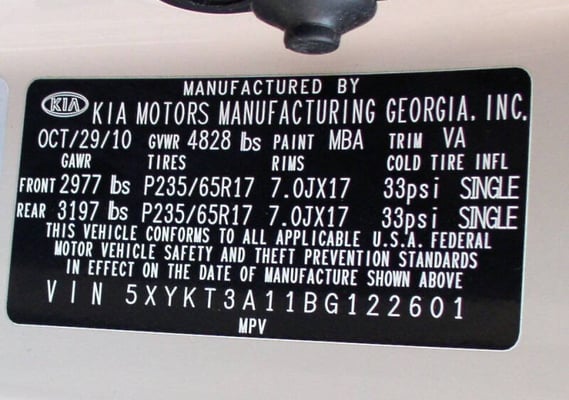 MANUFACTURED BY
KIA KIA MOTORS MANUFACTURING GEORGIA, INC.
OCT/29/10 GVWR 4828 lbs PAINT MBA TRIM VA
GAWR TIRES RIMS COLD TIRE INFL
FRONT 2977 lbs P235/65R17 7.0JX17 33psi SINGLE
REAR 3197 lbs P235/65R17 7.0JX17 33psi SINGLE
THIS VEHICLE CONFORMS TO ALL APPLICABLE U.S.A. FEDERAL
MOTOR VEHICLE SAFETY AND THEFT PREVENTION STANDARDS
IN EFFECT ON THE DATE OF MANUFACTURE SHOWN ABOVE
VIN 5XYKT3A11BG122601
MPV